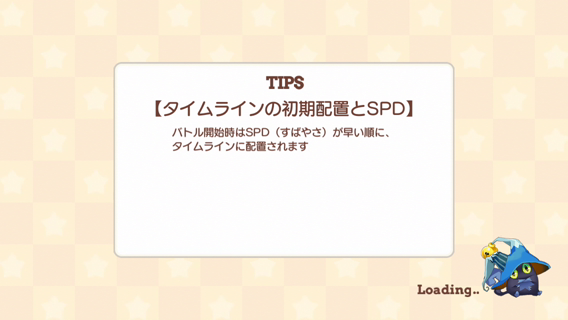 TIPS
【タイムラインの初期配置とSPD】
バトル開始時はSPD（すばやさ）が早い順に、
タイムラインに配置されます
Loading..